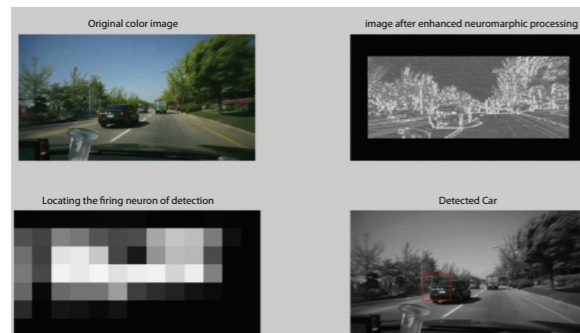 Original color image
image after enhanced neuromarphic processing
Locating the firing neuron of detection
Detected Car